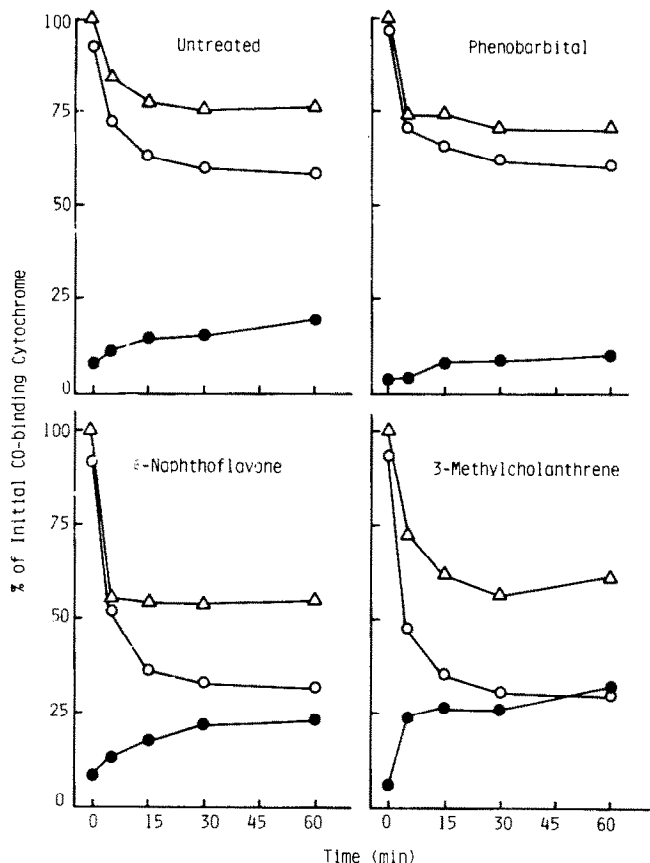 100
75
50
25
0
Untreated
Phenobarbital
100
75
50
25
0
-Naphthoflavone
3-Methylcholanthrene
% of Initial CO-binding Cytochrome
0 15 30 45 60
0 15 30 45 60
Time (min)